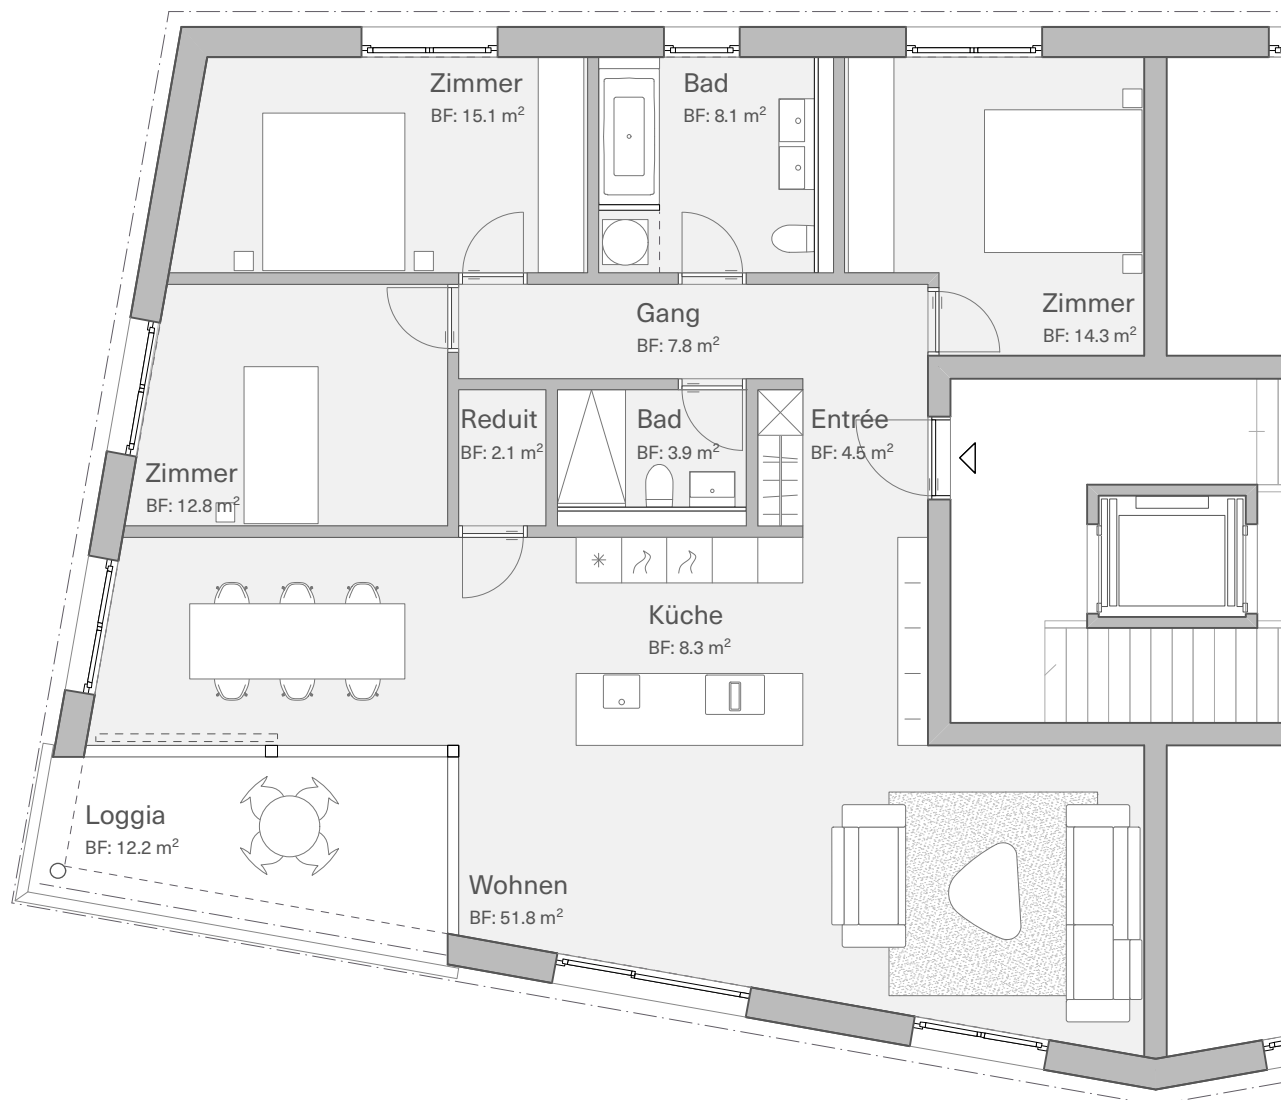 Zimmer
BF: 15.1 m²
Bad
BF: 8.1 m²
Zimmer
BF: 14.3 m²
Gang
BF: 7.8 m²
Zimmer
BF: 12.8 m²
Reduit
BF: 2.1 m²
Bad
BF: 3.9 m²
Entrée
BF: 4.5 m²
Küche
BF: 8.3 m²
Loggia
BF: 12.2 m²
Wohnen
BF: 51.8 m²